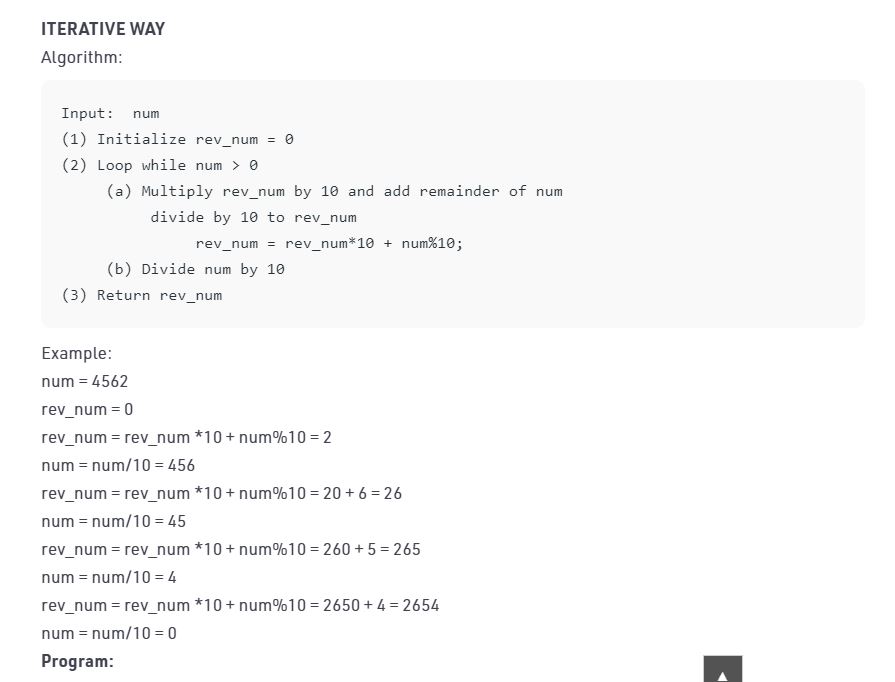 ITERATIVE WAY
Algorithm:
Input:  num
(1) Initialize rev_num = 0
(2) Loop while num > 0
     (a) Multiply rev_num by 10 and add remainder of num
          divide by 10 to rev_num
               rev_num = rev_num*10 + num%10;
     (b) Divide num by 10
(3) Return rev_num
Example:
num = 4562
rev_num = 0
rev_num = rev_num *10 + num%10 = 2
num = num/10 = 456
rev_num = rev_num *10 + num%10 = 20 + 6 = 26
num = num/10 = 45
rev_num = rev_num *10 + num%10 = 260 + 5 = 265
num = num/10 = 4
rev_num = rev_num *10 + num%10 = 2650 + 4 = 2654
num = num/10 = 0
Program: